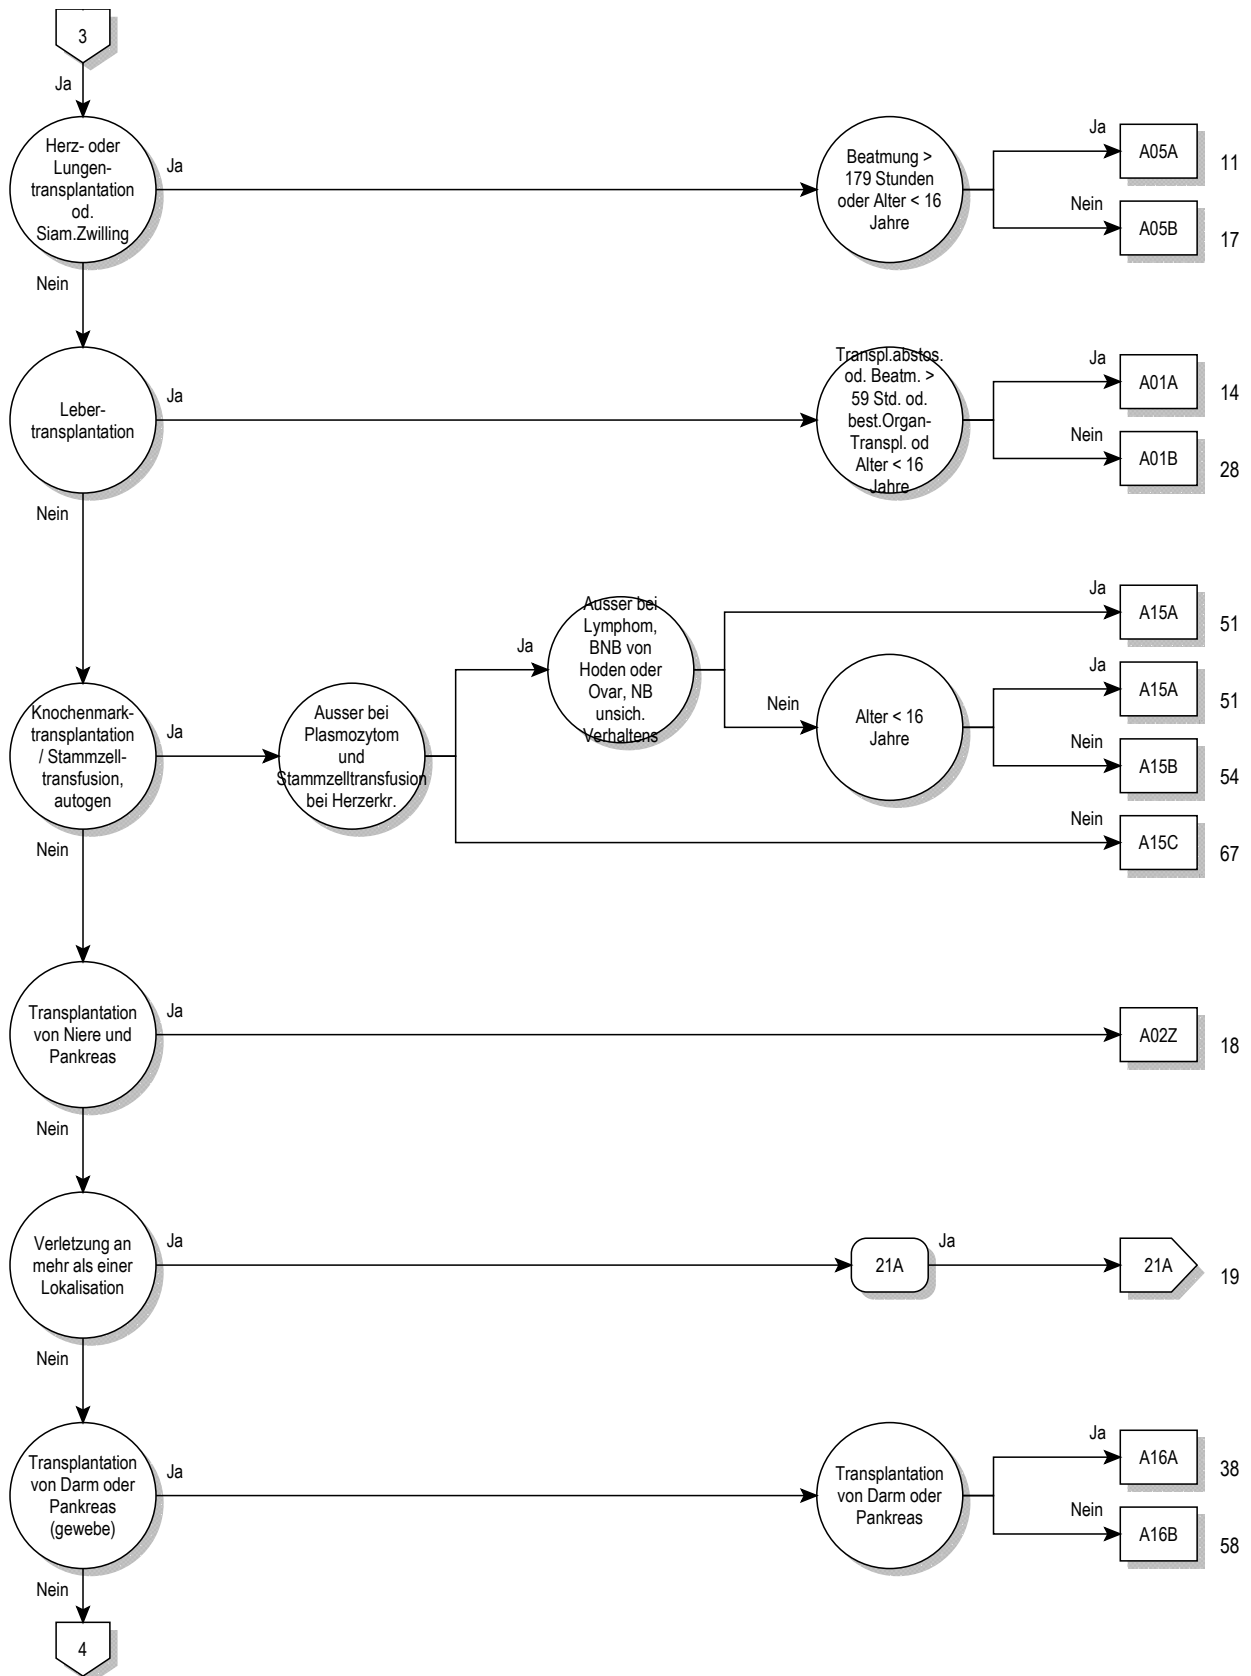 3
Ja
Herz- oder
Lungen-
transplantation
od.
Siam.Zwilling
Ja
Beatmung >
179 Stunden
oder Alter < 16
Jahre
Ja
A05A
11
Nein
A05B
17
Nein
Leber-
transplantation
Ja
Transpl.abstos.
od. Beatm. >
59 Std. od.
best.Organ-
Transpl. od
Alter < 16
Jahre
Ja
A01A
14
Nein
A01B
28
Nein
Knochenmark-
transplantation
/ Stammzell-
transfusion,
autogen
Ja
Ausser bei
Plasmozytom
und
Stammzelltransfusion
bei Herzerkr.
Ja
Ausser bei
Lymphom,
BNB von
Hoden oder
Ovar, NB
unsich.
Verhaltens
Ja
A15A
51
Nein
Alter < 16
Jahre
Ja
A15A
51
Nein
A15B
54
Nein
A15C
67
Nein
Transplantation
von Niere und
Pankreas
Ja
A02Z
18
Nein
Verletzung an
mehr als einer
Lokalisation
Ja
21A
Ja
21A
19
Nein
Transplantation
von Darm oder
Pankreas
(gewebe)
Ja
Transplantation
von Darm oder
Pankreas
Ja
A16A
38
Nein
A16B
58
Nein
4